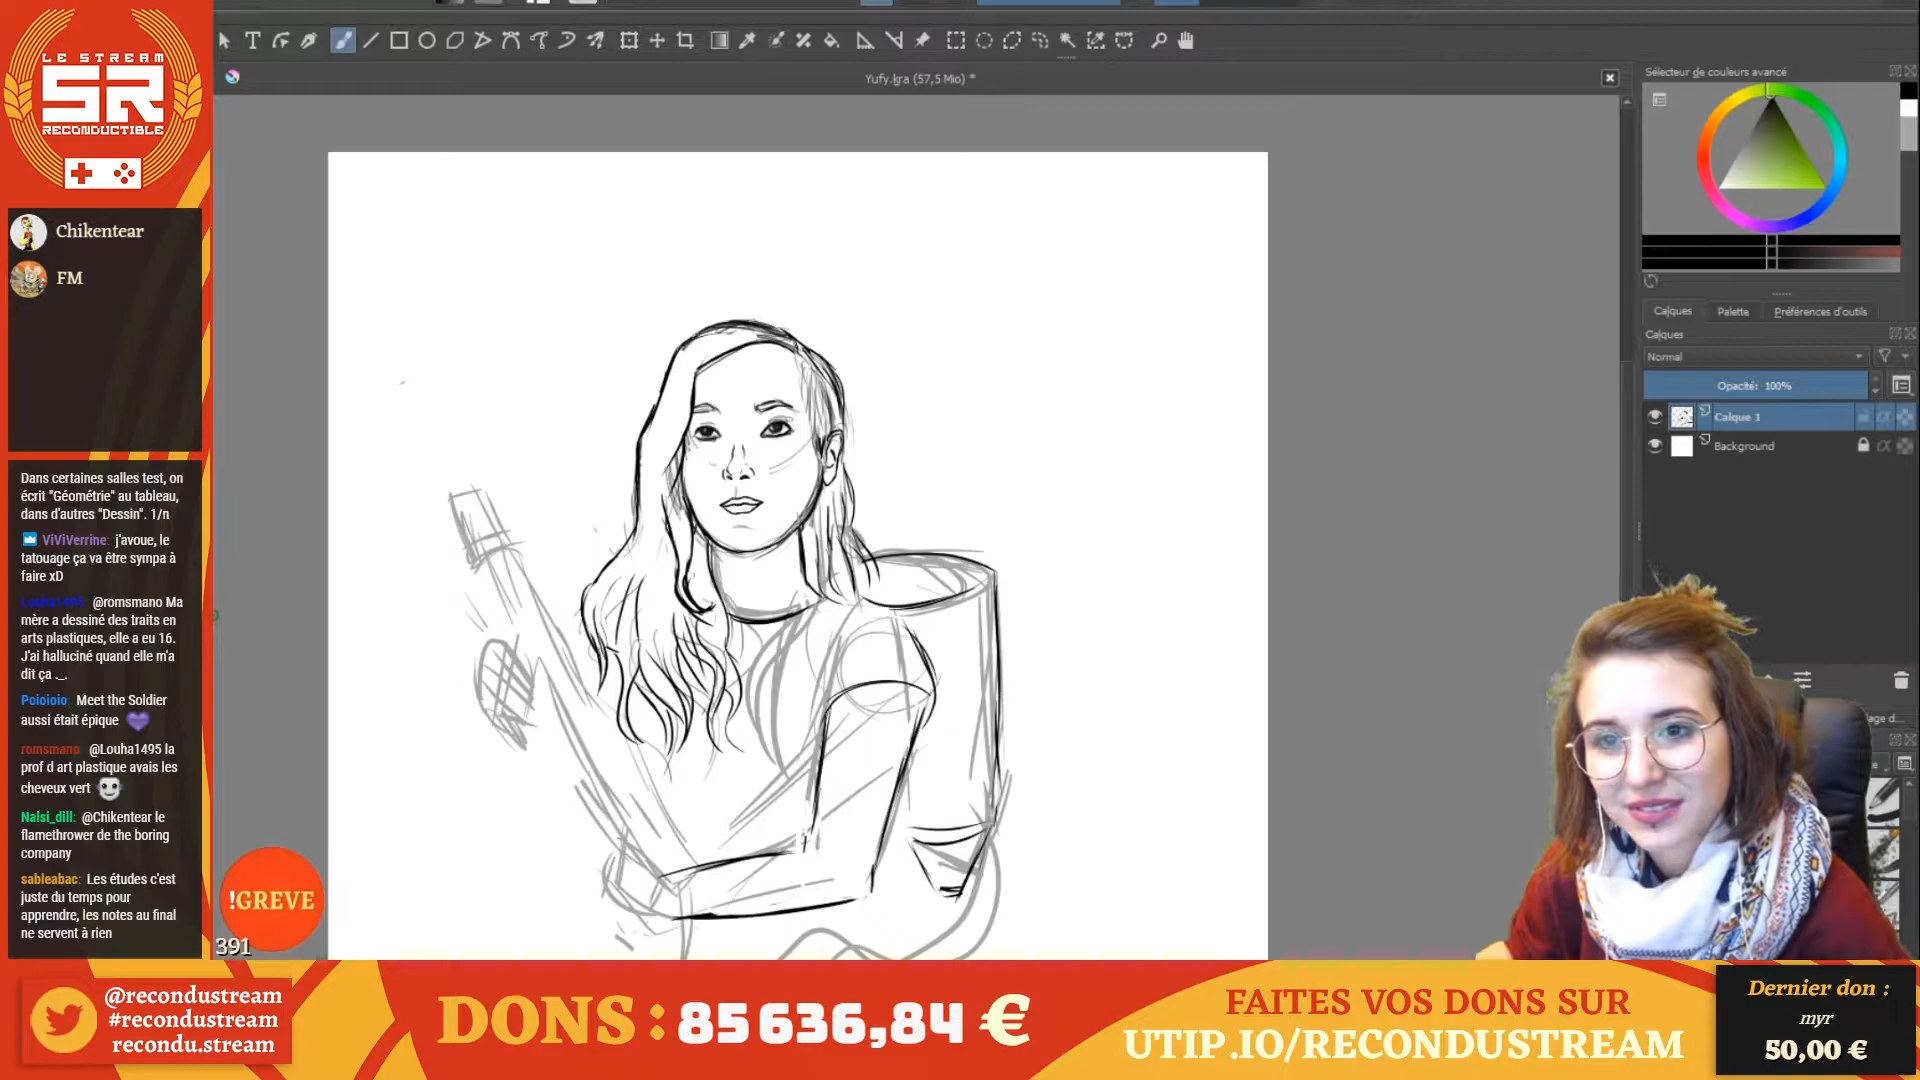 LE STREAM
SR
RECONDUCTIBLE
Chikentear
FM
Dans certaines salles test, on
écrit "Géométrie" au tableau,
dans d'autres "Dessin". 1/n
ViViVerrine: j'avoue, le
tatouage ça va être sympa à
faire xD
Louha1495: @romsmano Ma
mère a dessiné des traits en
arts plastiques, elle a eu 16.
J'ai halluciné quand elle m'a
dit ça ._.
Poioioio: Meet the Soldier
aussi était épique
romsmano @Louha1495 la
prof d art plastique avais les
cheveux vert
Nalsi_dill: @Chikentear le
flamethrower de the boring
company
sableabac: Les études c'est
juste du temps pour
apprendre, les notes au final
ne servent à rien
!GREVE
391
Yufy.kra (57,5 Mio) *
Sélecteur de couleurs avancé
Calques
Palette
Préférences d'outils
Calques
Normal
Opacité: 100%
Calque 1
Background
@recondustream
#recondustream
recondu.stream
DONS : 85 636,84 €
FAITES VOS DONS SUR
UTIP.IO/RECONDUSTREAM
Dernier don :
myr
50,00 €